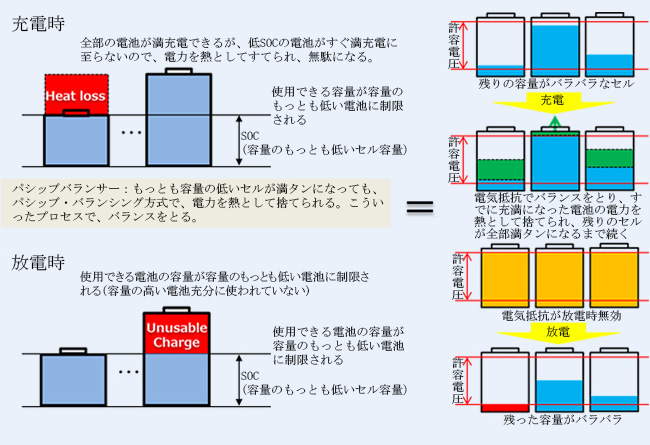 充電時
全部の電池が満充電できるが、低SOCの電池がすぐ満充電に
至らないので、電力を熱としてすてられ、無駄になる。
Heat loss
使用できる容量が容量の
もっとも低い電池に制限
される
SOC
(容量のもっとも低いセル容量)
パシップバランサー：もっとも容量の低いセルが満タンになっても、
パシップ・バランシング方式で、電力を熱として捨てられる。こうい
ったプロセスで、バランスをとる。
放電時
使用できる電池の容量が容量のもっとも低い電池に制限さ
れる(容量の高い電池充分に使われていない)
Unusable
Charge
使用できる電池の容量が
容量のもっとも低い電池
に制限される
SOC
(容量のもっとも低いセル容量)
=
許容電圧
残りの容量がバラバラなセル
充電
許容電圧
電気抵抗でバランスをとり、す
でに充満になった電池の電力を
熱として捨てられ、残りのセル
が全部満タンになるまで続く
許容電圧
電気抵抗が放電時無効
放電
許容電圧
残った容量がバラバラ